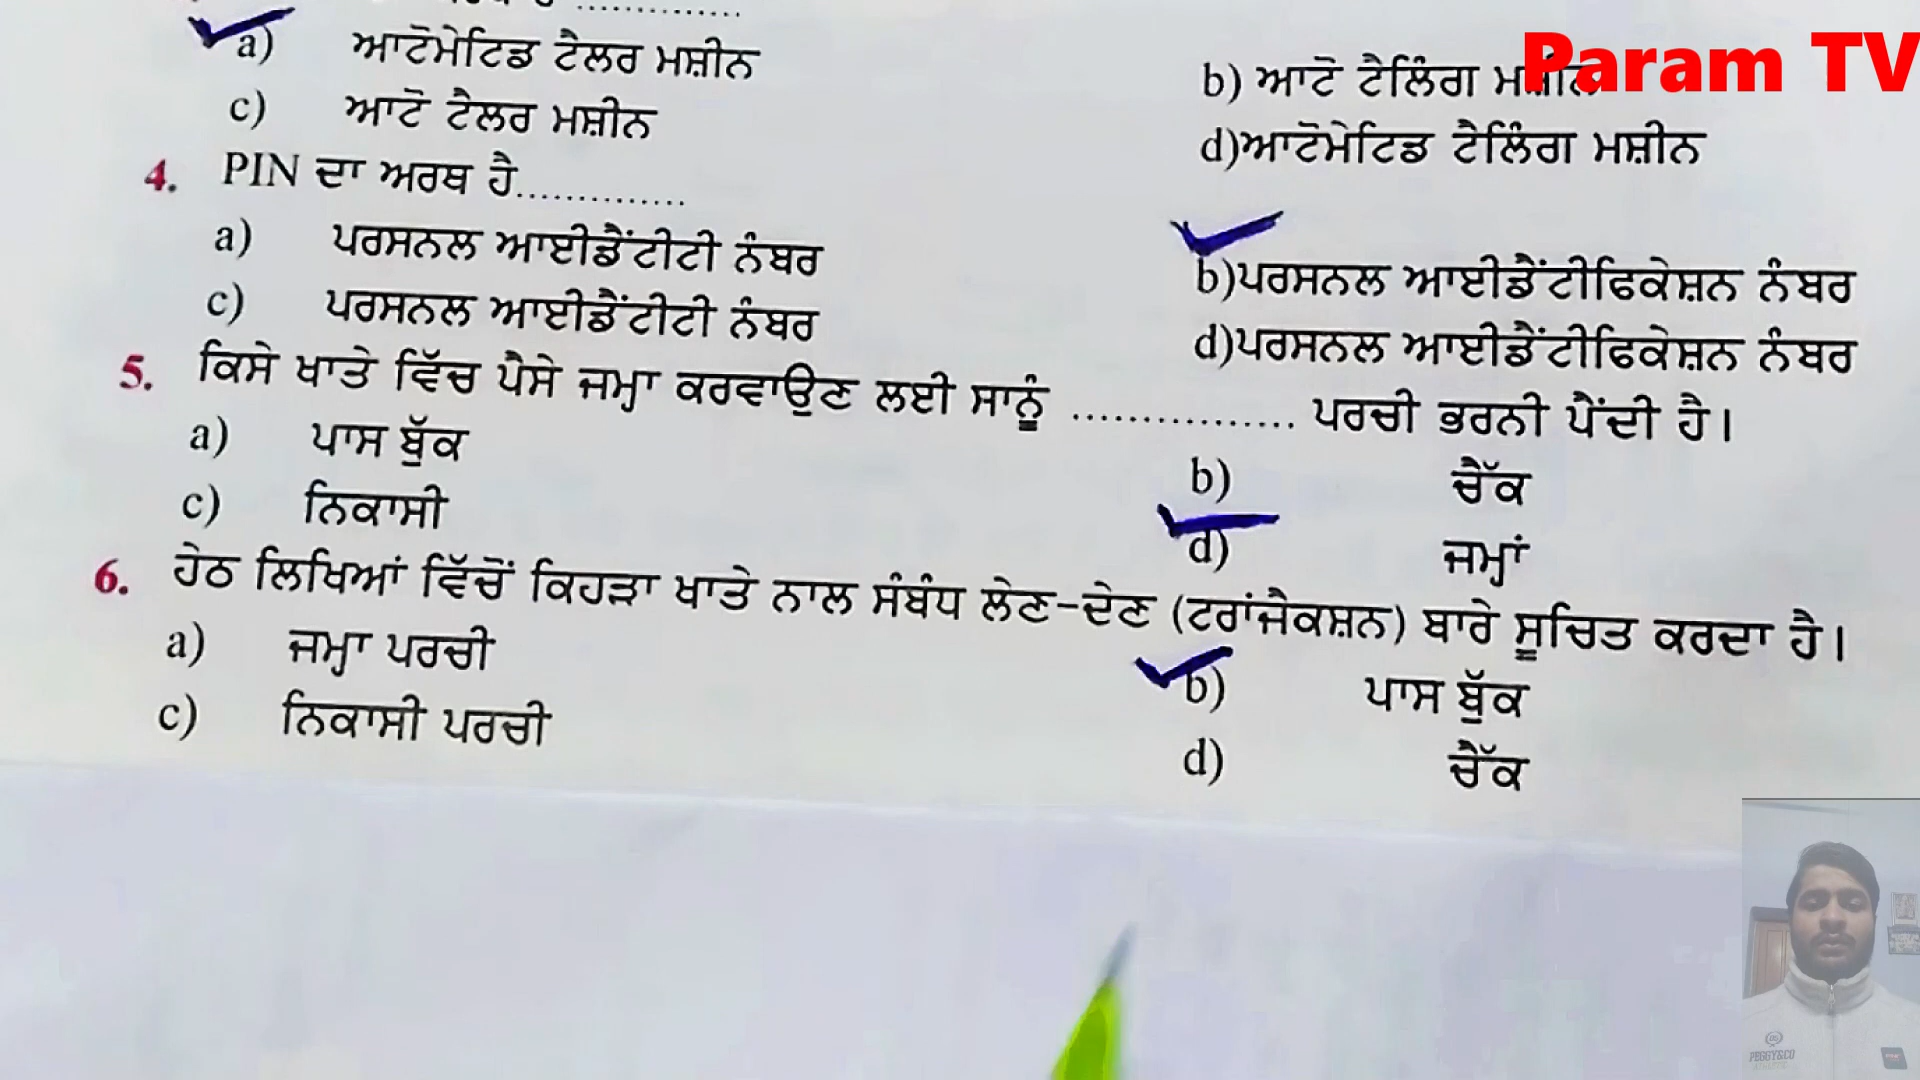 a) ਆਟੋਮੇਟਿਡ ਟੈਲਰ ਮਸ਼ੀਨ
b) ਆਟੋ ਟੈਲਿੰਗ
c) ਆਟੋ ਟੈਲਰ ਮਸ਼ੀਨ
d)ਆਟੋਮੇਟਿਡ ਟੈਲਿੰਗ ਮਸ਼ੀਨ
Param TV
4. PIN ਦਾ ਅਰਥ ਹੈ...............
a) ਪਰਸਨਲ ਆਈਡੈਂਟੀਟੀ ਨੰਬਰ
b)ਪਰਸਨਲ ਆਈਡੈਂਟੀਫਿਕੇਸ਼ਨ ਨੰਬਰ
c) ਪਰਸਨਲ ਆਈਡੈਂਟੀਟੀ ਨੰਬਰ
d)ਪਰਸਨਲ ਆਈਡੈਂਟੀਫਿਕੇਸ਼ਨ ਨੰਬਰ
5. ਕਿਸੇ ਖਾਤੇ ਵਿੱਚ ਪੈਸੇ ਜਮ੍ਹਾ ਕਰਵਾਉਣ ਲਈ ਸਾਨੂੰ ................ ਪਰਚੀ ਭਰਨੀ ਪੈਂਦੀ ਹੈ।
a) ਪਾਸ ਬੁੱਕ
b) ਚੈੱਕ
c) ਨਿਕਾਸੀ
d) ਜਮ੍ਹਾਂ
6. ਹੇਠ ਲਿਖਿਆਂ ਵਿੱਚੋਂ ਕਿਹੜਾ ਖਾਤੇ ਨਾਲ ਸੰਬੰਧ ਲੇਣ-ਦੇਣ (ਟਰਾਂਜੈਕਸ਼ਨ) ਬਾਰੇ ਸੂਚਿਤ ਕਰਦਾ ਹੈ।
a) ਜਮ੍ਹਾ ਪਰਚੀ
b) ਪਾਸ ਬੁੱਕ
c) ਨਿਕਾਸੀ ਪਰਚੀ
d) ਚੈੱਕ
PEGGY&CO